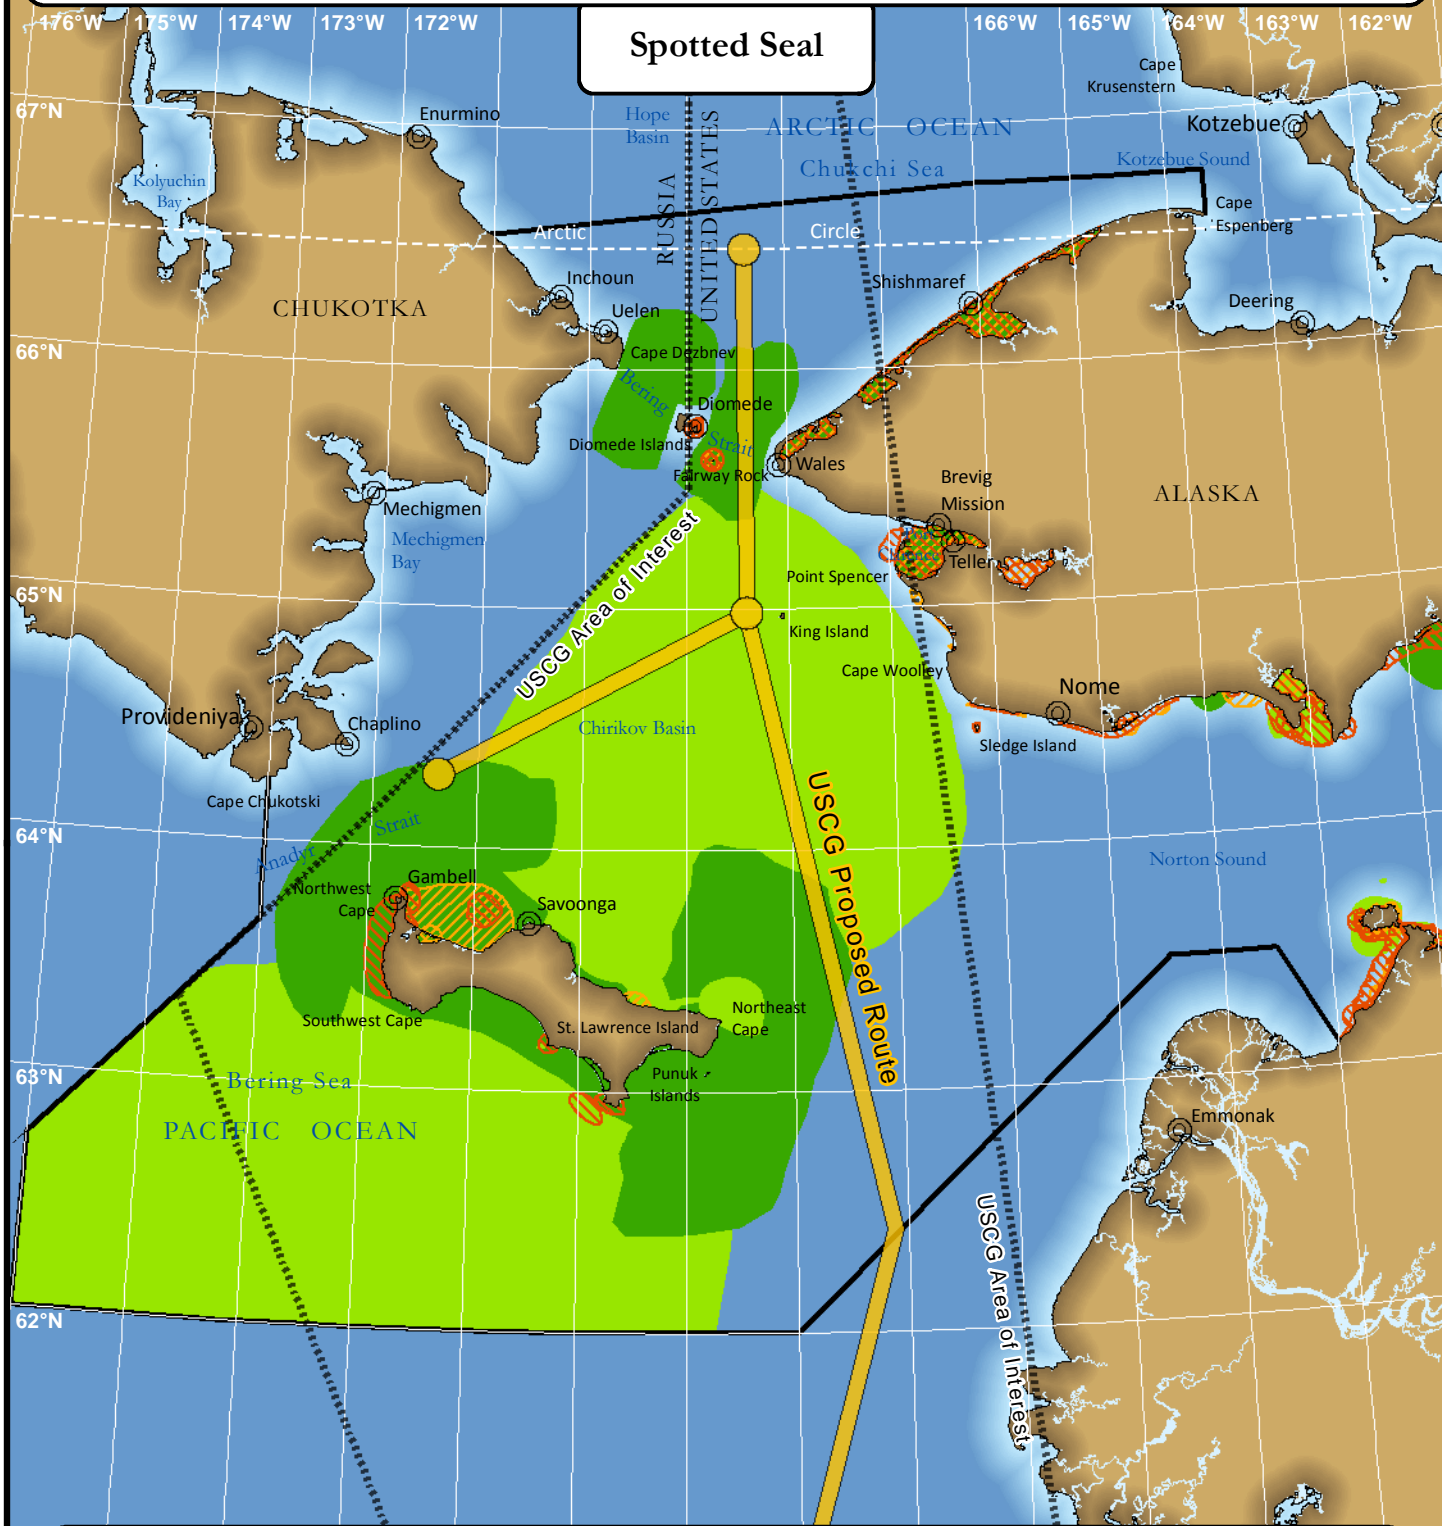 176°W 175°W 174°W 173°W 172°W 166°W 165°W 164°W 163°W 162°W
Spotted Seal
67°N
66°N
65°N
64°N
63°N
62°N
Enurmino
Hope
Basin
ARCTIC OCEAN
Chukchi Sea
Cape
Krusenstern
Kotzebue
Kotzebue Sound
Kolyuchin
Bay
RUSSIA
UNITED STATES
Arctic Circle
Cape
Espenberg
Inchoun
Uelen
CHUKOTKA
Shishmaref
Deering
Cape Dezbnev
Bering
Strait
Diomede
Diomede Islands
Fairway Rock
Wales
Brevig
Mission
ALASKA
Mechigmen
Mechigmen
Bay
USCG Area of Interest
Point Spencer
Teller
King Island
Cape Woolley
Nome
Sledge Island
Provideniya
Chaplino
Chirikov Basin
Cape Chukotski
Anadyr
Strait
USCG Proposed Route
Norton Sound
Northwest
Cape
Gambell
Savoonga
Southwest Cape
St. Lawrence Island
Northeast
Cape
Punuk
Islands
Bering Sea
PACIFIC OCEAN
Emmonak
USCG Area of Interest